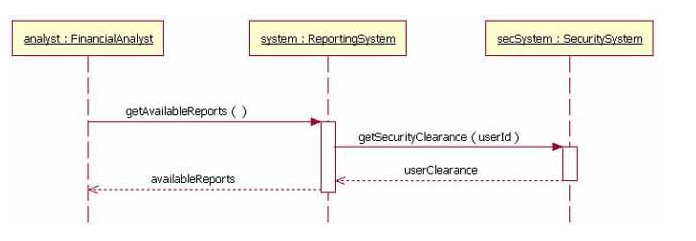 analyst : FinancialAnalyst
system : ReportingSystem
secSystem : SecuritySystem
getAvailableReports ( )
getSecurityClearance ( userId )
userClearance
availableReports